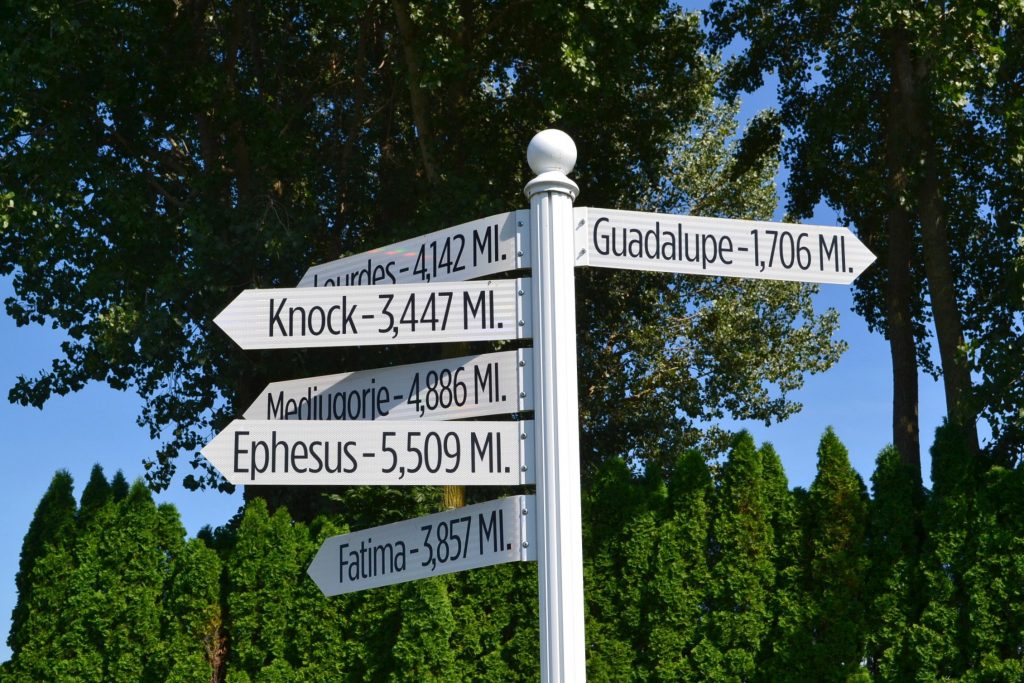 Guadalupe - 1,706 MI.
Lourdes - 4,142 MI.
Knock - 3,447 MI.
Medjugorje - 4,886 MI.
Ephesus - 5,509 MI.
Fatima - 3,857 MI.